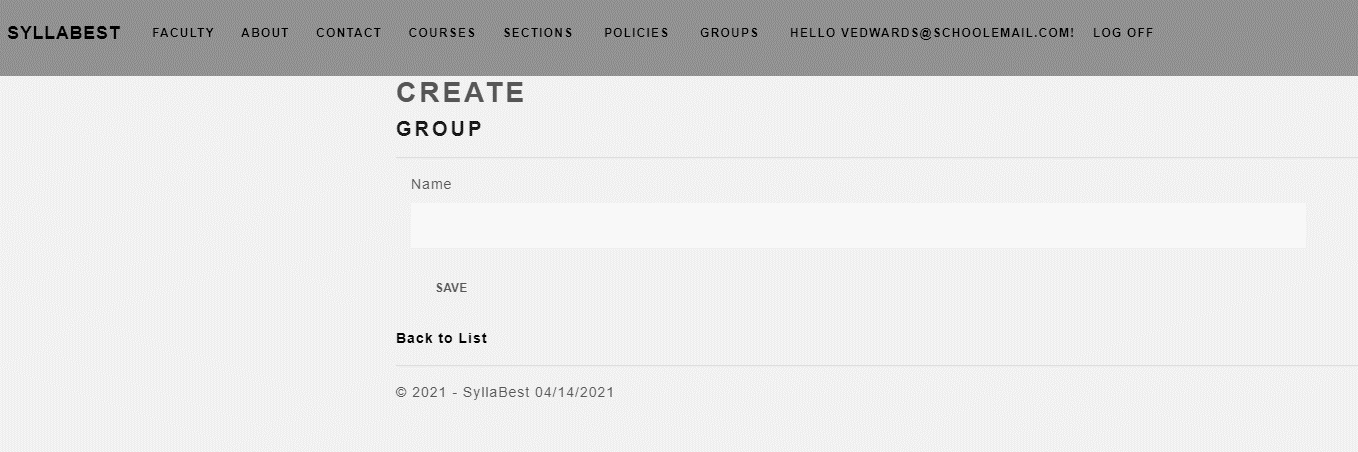 SYLLABEST FACULTY ABOUT CONTACT COURSES SECTIONS POLICIES GROUPS HELLO VEDWARDS@SCHOOLEMAIL.COM! LOG OFF
CREATE
GROUP
Name
SAVE
Back to List
© 2021 - SyllaBest 04/14/2021